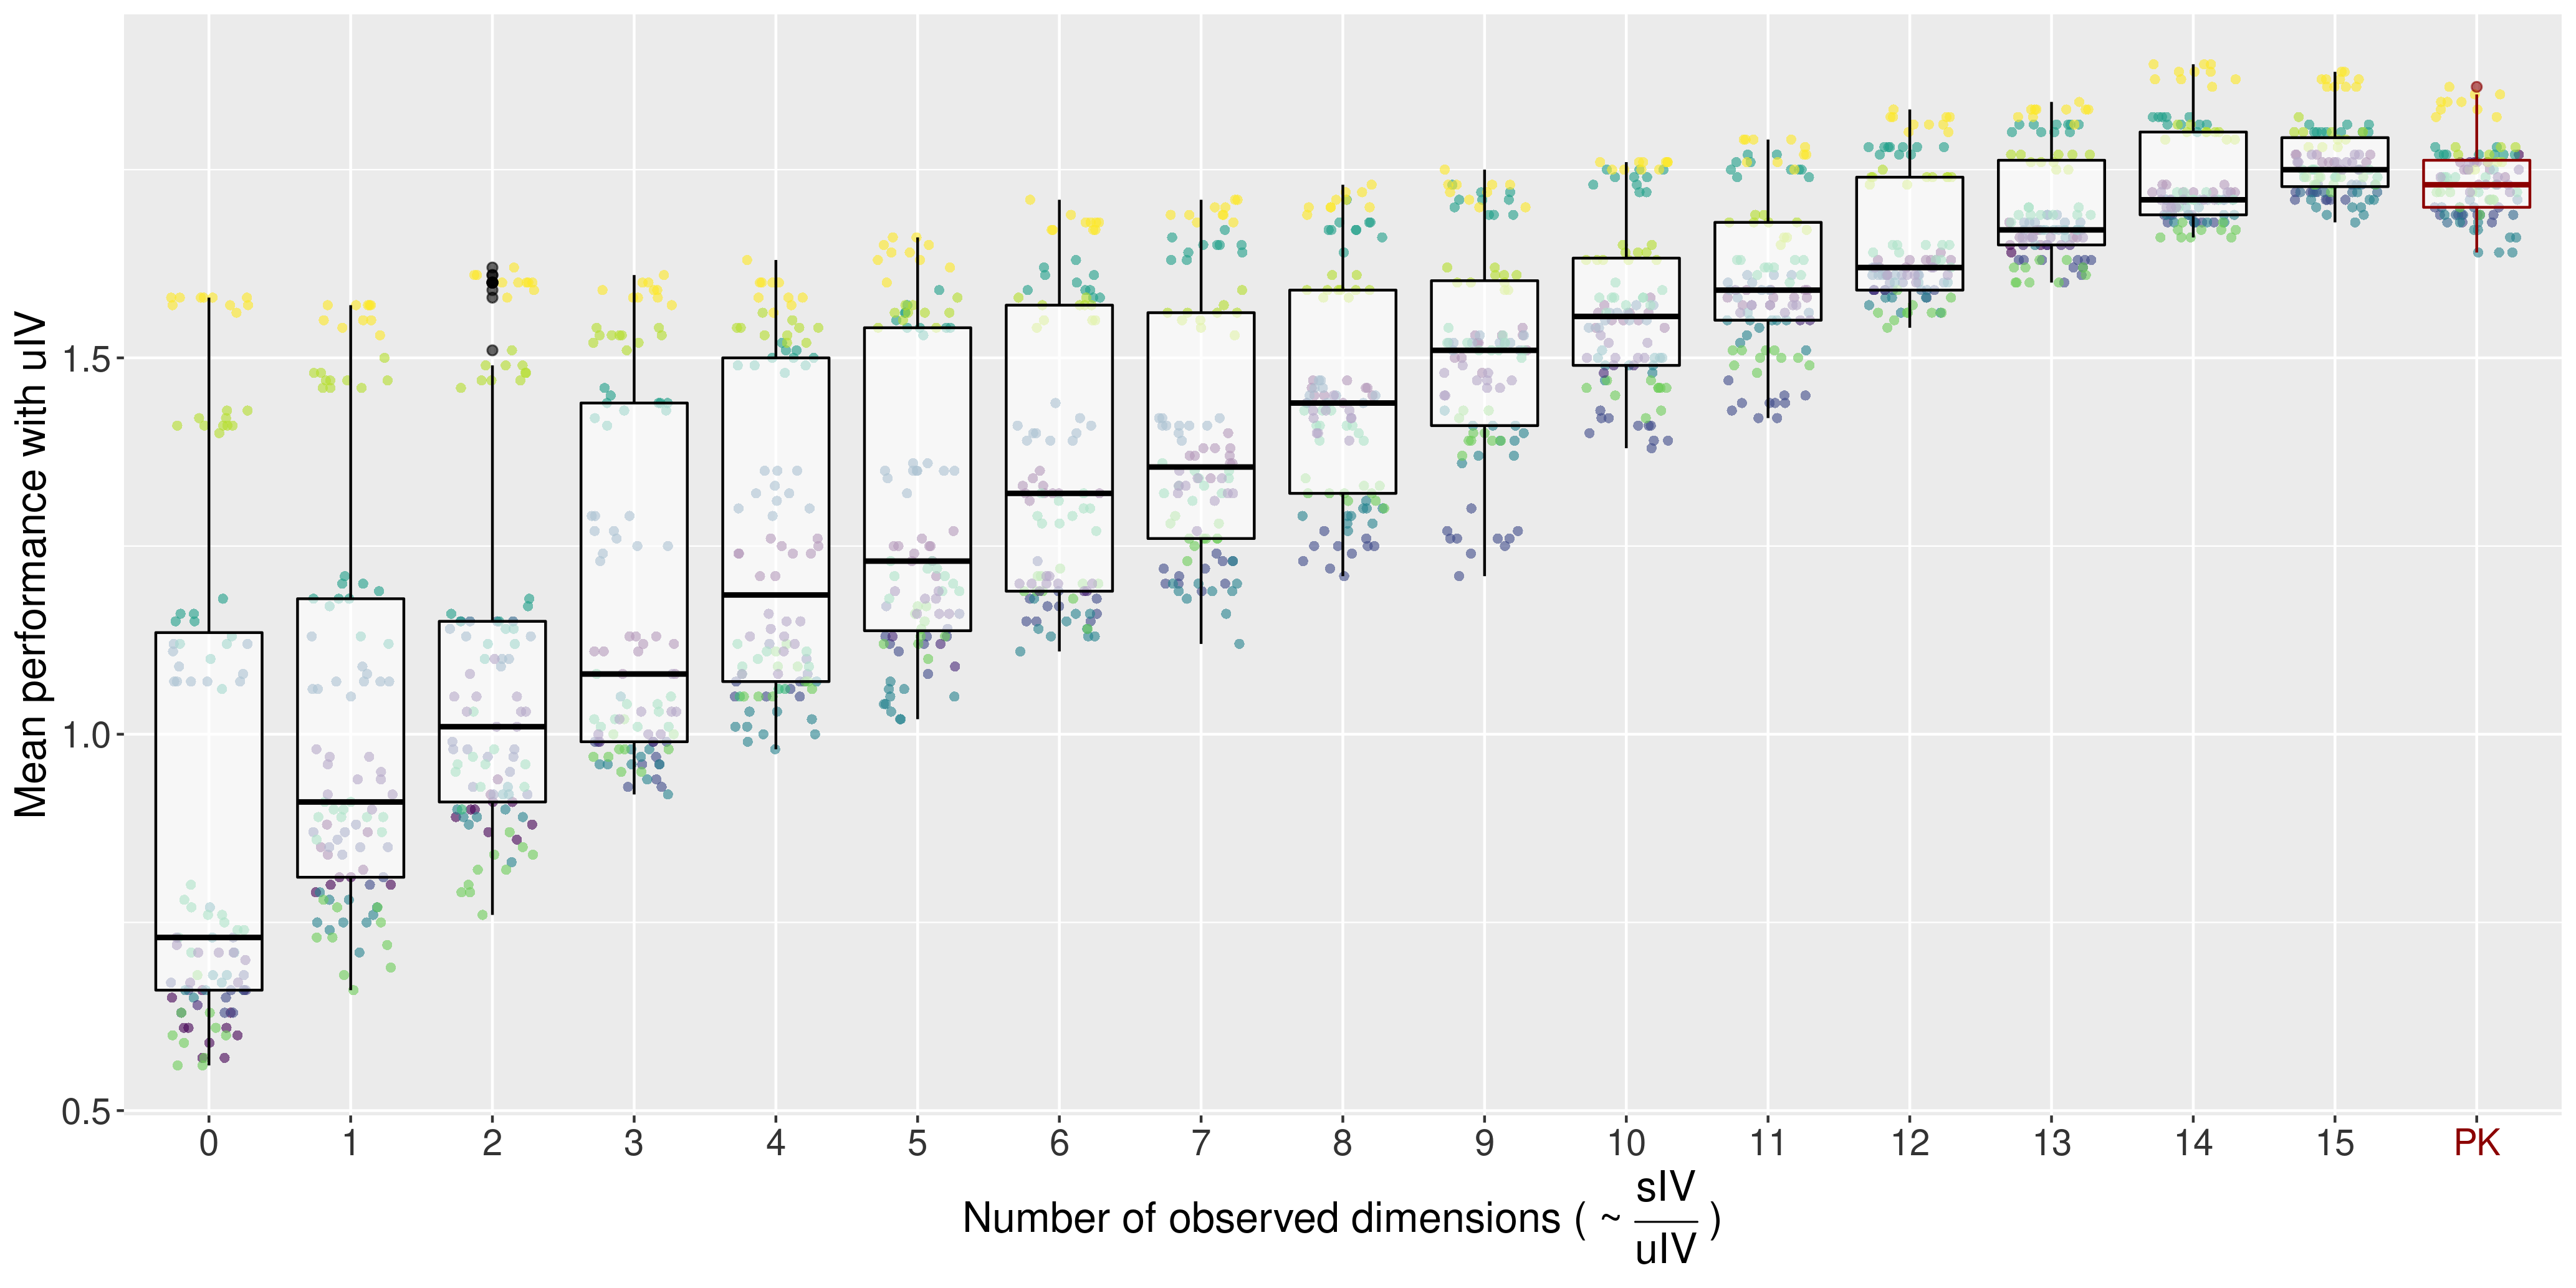 Mean performance with uIV
1.5
1.0
0.5
0 1 2 3 4 5 6 7 8 9 10 11 12 13 14 15 PK
Number of observed dimensions ( ~ sIV/uIV )